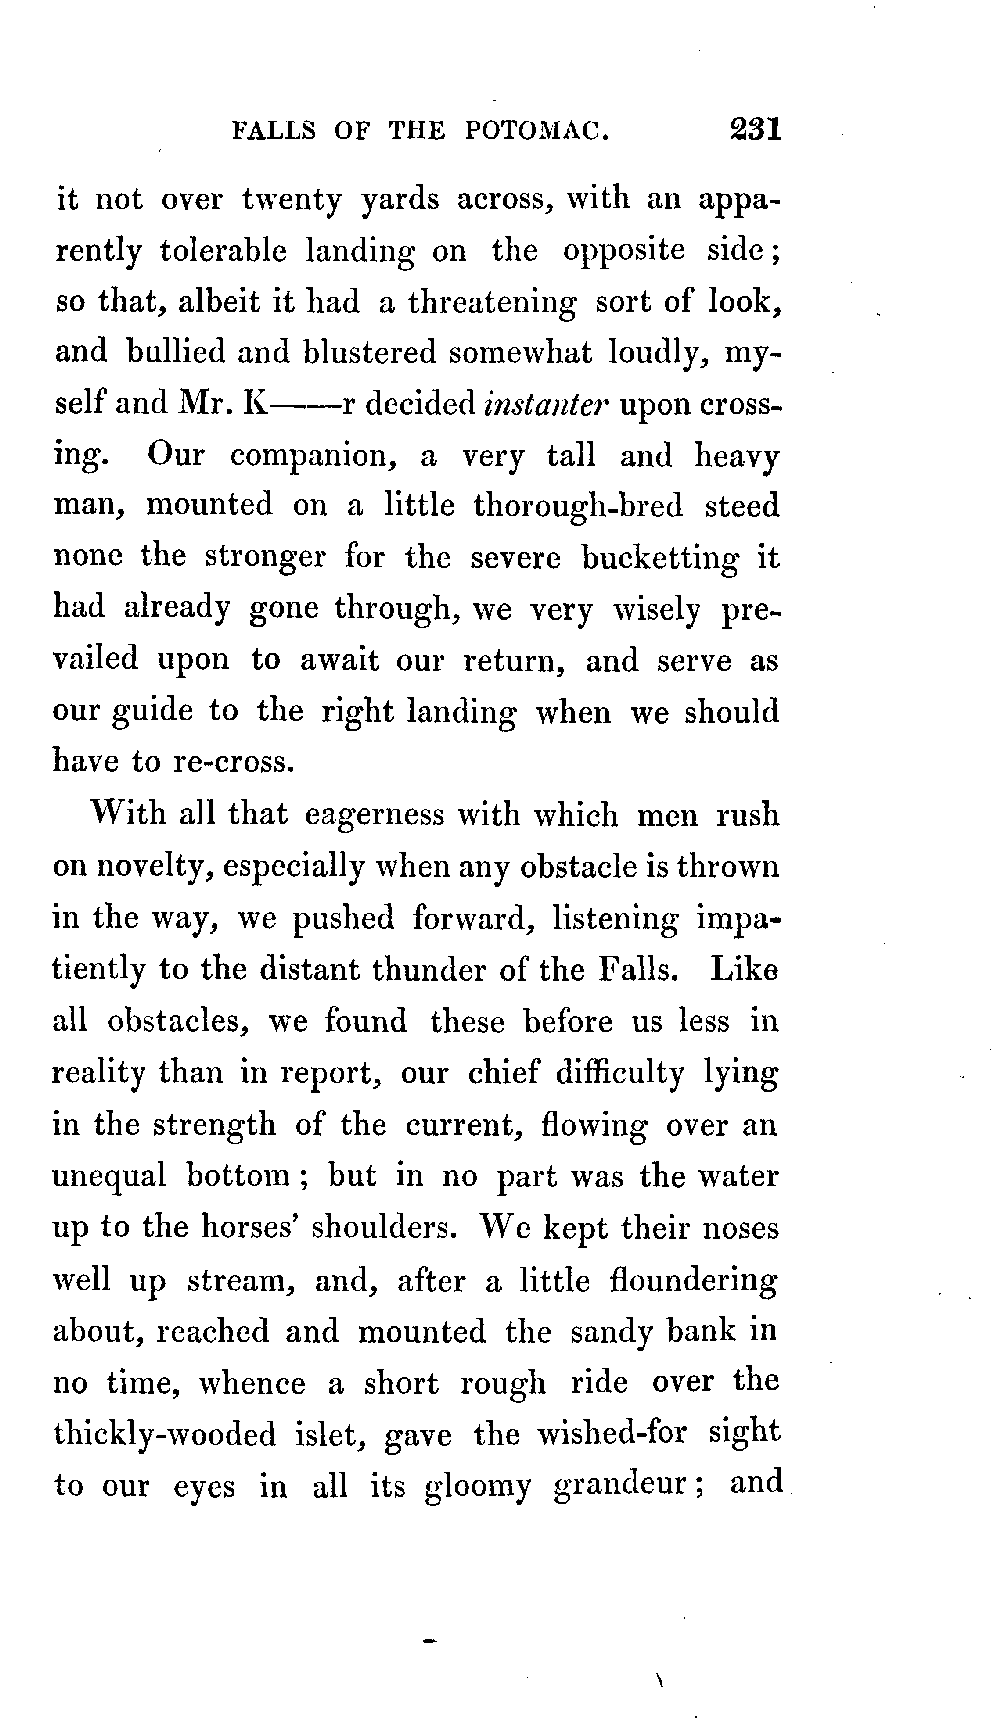 FALLS OF THE POTOMAC. 231
it not over twenty yards across, with an appa-
rently tolerable landing on the opposite side;
so that, albeit it had a threatening sort of look,
and bullied and blustered somewhat loudly, my-
self and Mr. K——r decided instanter upon cross-
ing. Our companion, a very tall and heavy
man, mounted on a little thorough-bred steed
none the stronger for the severe bucketting it
had already gone through, we very wisely pre-
vailed upon to await our return, and serve as
our guide to the right landing when we should
have to re-cross.
With all that eagerness with which men rush
on novelty, especially when any obstacle is thrown
in the way, we pushed forward, listening impa-
tiently to the distant thunder of the Falls. Like
all obstacles, we found these before us less in
reality than in report, our chief difficulty lying
in the strength of the current, flowing over an
unequal bottom; but in no part was the water
up to the horses' shoulders. We kept their noses
well up stream, and, after a little floundering
about, reached and mounted the sandy bank in
no time, whence a short rough ride over the
thickly-wooded islet, gave the wished-for sight
to our eyes in all its gloomy grandeur; and